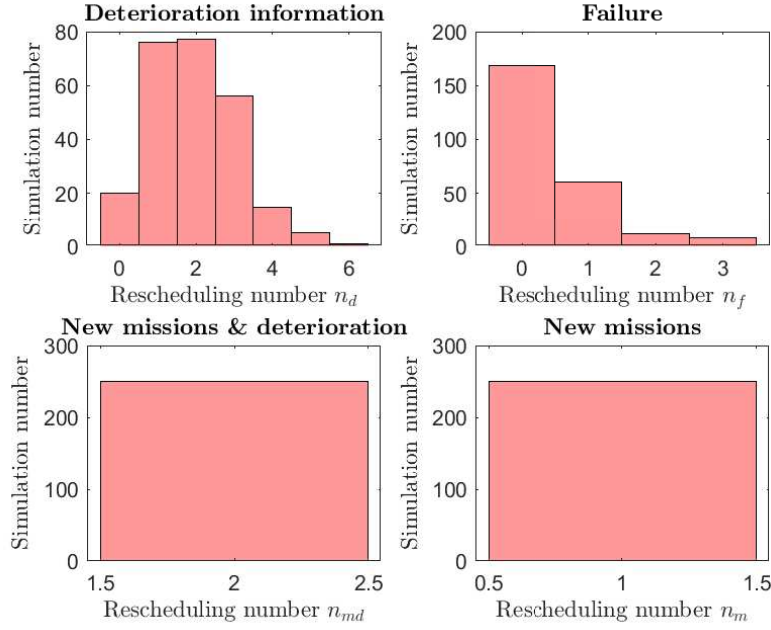 Deterioration information
Simulation number
80
60
40
20
0
0 2 4 6
Rescheduling number n_d
Failure
Simulation number
200
150
100
50
0
0 1 2 3
Rescheduling number n_f
New missions & deterioration
Simulation number
300
200
100
0
1.5 2 2.5
Rescheduling number n_md
New missions
Simulation number
300
200
100
0
0.5 1 1.5
Rescheduling number n_m